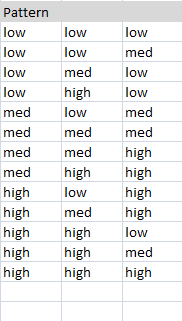 Pattern
low low low
low low med
low med low
low high low
med low med
med med med
med med high
med high high
high low high
high med high
high high low
high high med
high high high